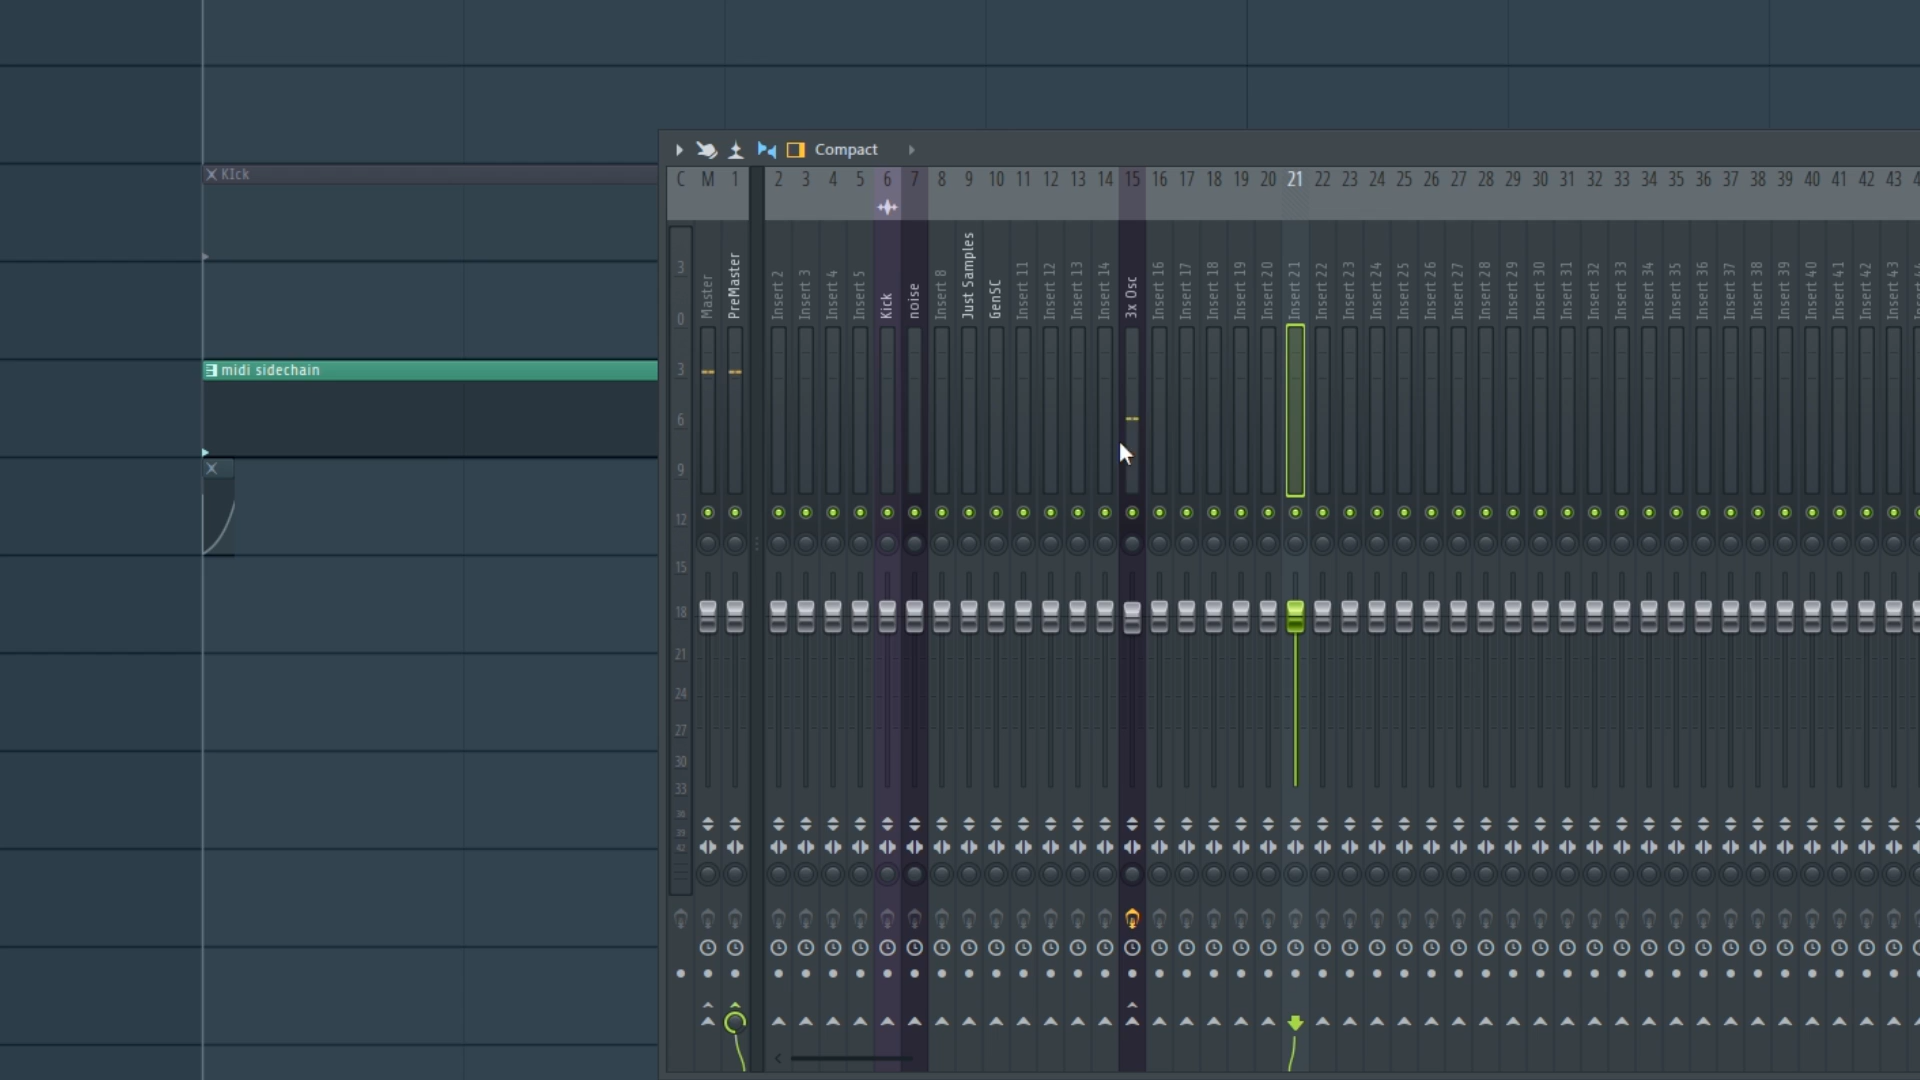 Compact
C M 1 2 3 4 5 6 7 8 9 10 11 12 13 14 15 16 17 18 19 20 21 22 23 24 25 26 27 28 29 30 31 32 33 34 35 36 37 38 39 40 41 42 43
KIck
Master
PreMaster
Insert 2
Insert 3
Insert 4
Insert 5
Kick
noise
Insert 8
Just Samples
GenSC
Insert 11
Insert 12
Insert 13
Insert 14
3x Osc
Insert 16
Insert 17
Insert 18
Insert 19
Insert 20
Insert 21
Insert 22
Insert 23
Insert 24
Insert 25
Insert 26
Insert 27
Insert 28
Insert 29
Insert 30
Insert 31
Insert 32
Insert 33
Insert 34
Insert 35
Insert 36
Insert 37
Insert 38
Insert 39
Insert 40
Insert 41
Insert 42
Insert 43
3
0
3
midi sidechain
6
9
12
15
18
21
24
27
30
33
36
39
42